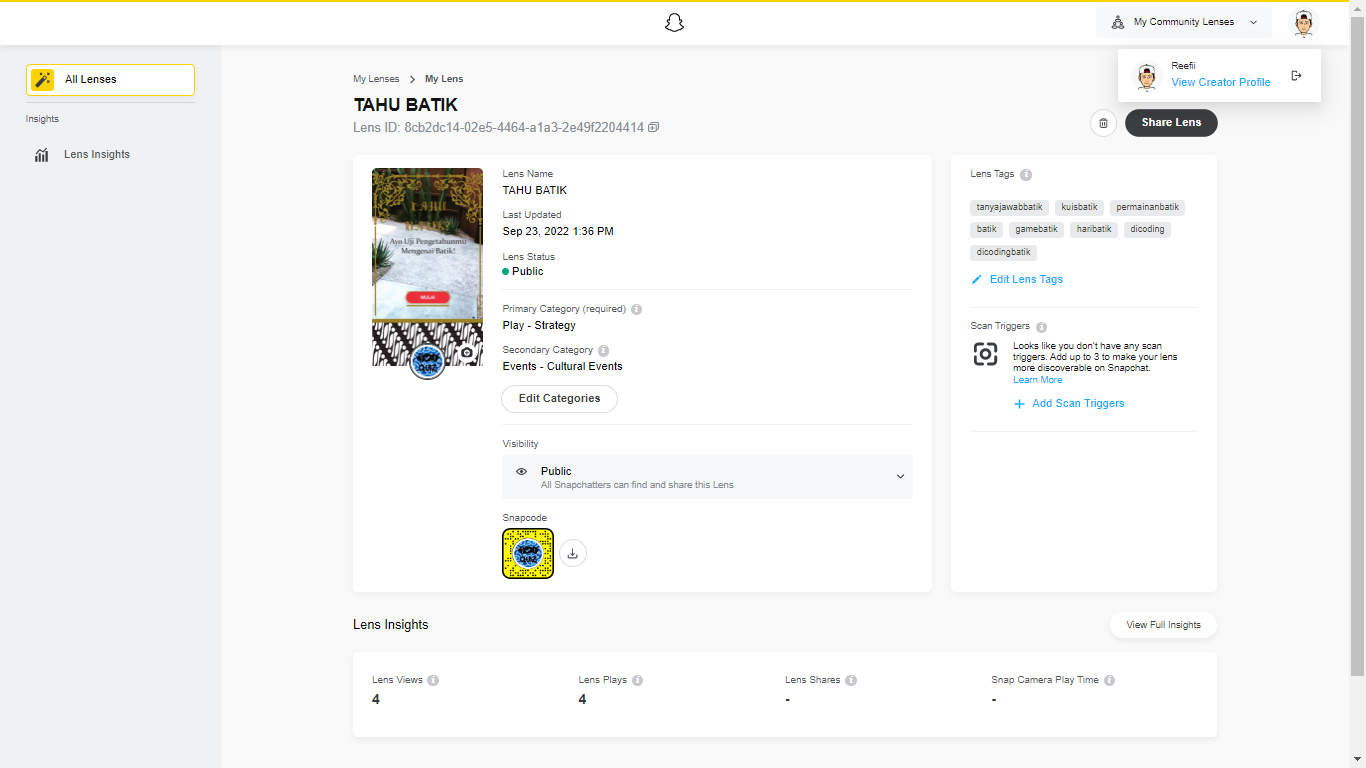 My Community Lenses
Reefii
View Creator Profile
All Lenses
Insights
Lens Insights
My Lenses > My Lens
TAHU BATIK
Lens ID: 8cb2dc14-02e5-4464-a1a3-2e49f2204414
Share Lens
TAHU
BATIK?
Ayo Uji Pengetahuanmu
Mengenai Batik!
MULAI
QUIZ
Lens Name
TAHU BATIK
Last Updated
Sep 23, 2022 1:36 PM
Lens Status
Public
Primary Category (required)
Play - Strategy
Secondary Category
Events - Cultural Events
Edit Categories
Visibility
Public
All Snapchatters can find and share this Lens
Snapcode
QUIZ
Lens Tags
tanyajawabbatik kuisbatik permainanbatik
batik gamebatik haribatik dicoding
dicodingbatik
Edit Lens Tags
Scan Triggers
Looks like you don't have any scan
triggers. Add up to 3 to make your lens
more discoverable on Snapchat.
Learn More
Add Scan Triggers
Lens Insights
View Full Insights
Lens Views Lens Plays Lens Shares Snap Camera Play Time
4 4 - -